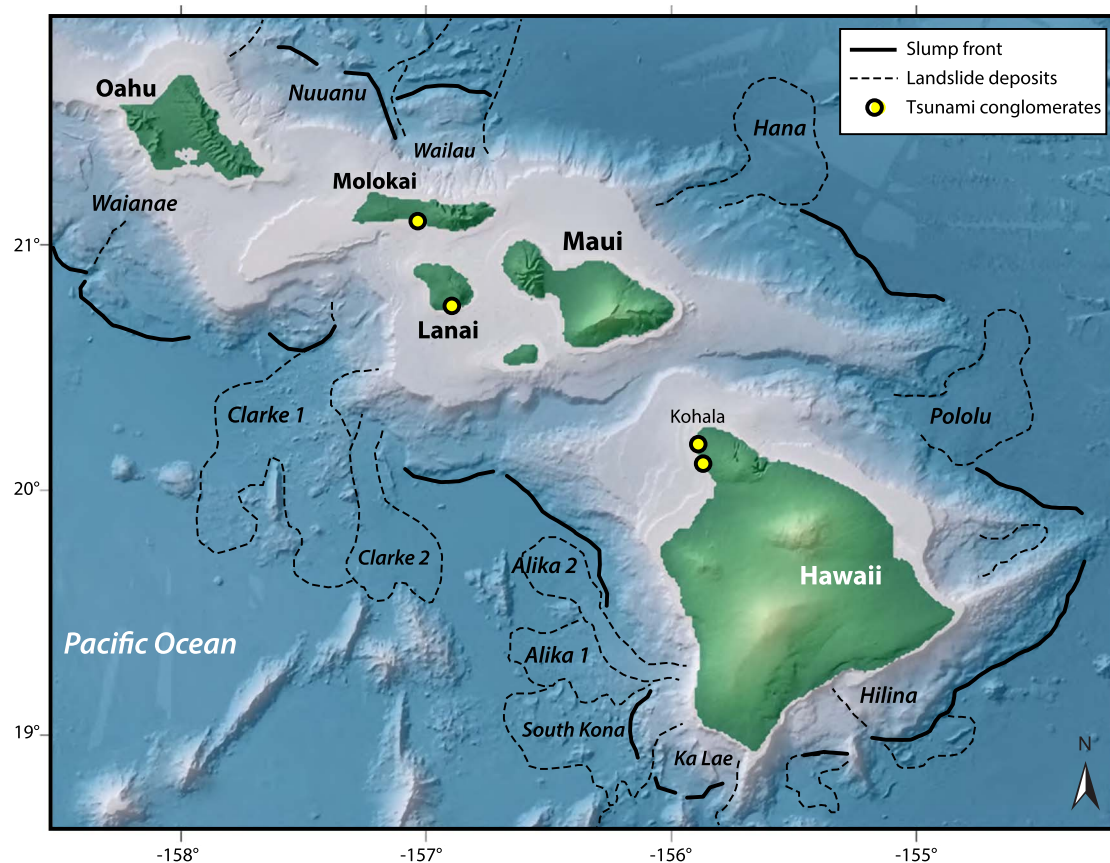 Slump front
Landslide deposits
Tsunami conglomerates
Oahu
Nuuanu
Hana
Wailau
Molokai
Waianae
Maui
21°
Lanai
Clarke 1
Kohala
Pololu
20°
Clarke 2
Alika 2
Hawaii
Pacific Ocean
Alika 1
Hilina
South Kona
19°
Ka Lae
N
-158°
-157°
-156°
-155°